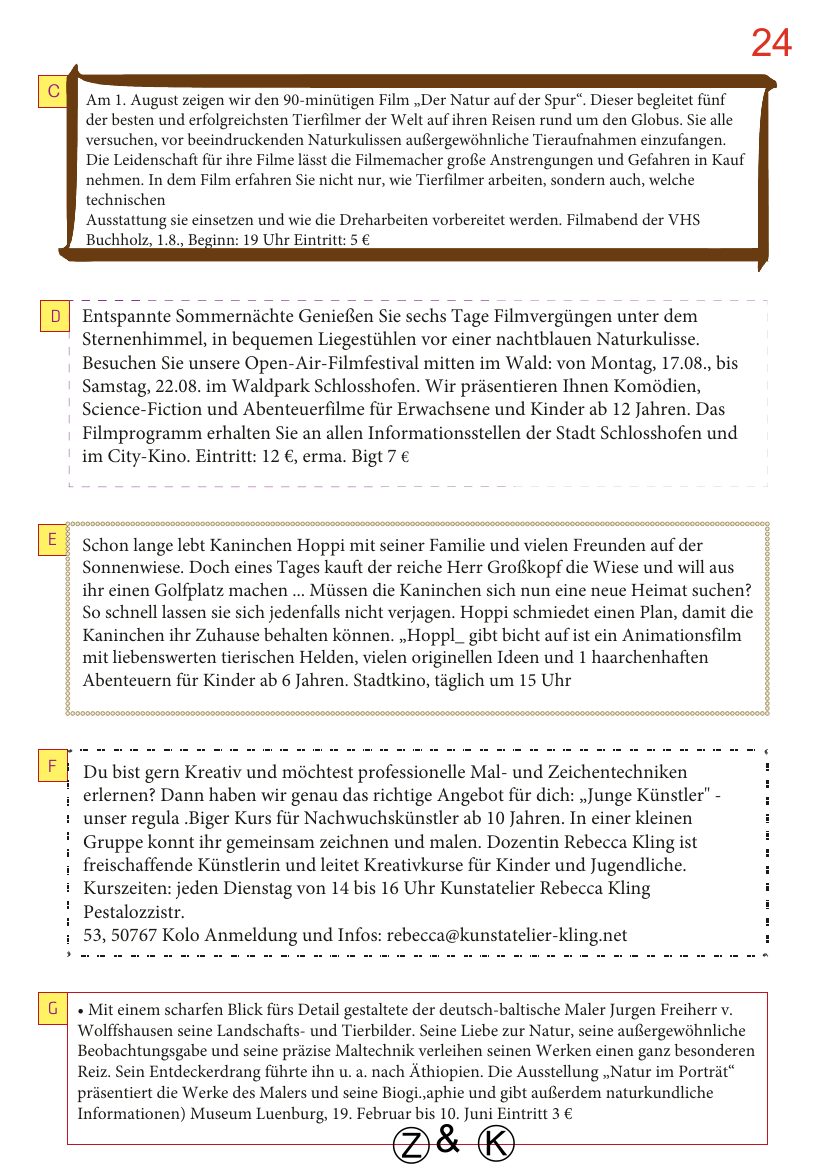 24
C
Am 1. August zeigen wir den 90-minütigen Film „Der Natur auf der Spur“. Dieser begleitet fünf
der besten und erfolgreichsten Tierfilmer der Welt auf ihren Reisen rund um den Globus. Sie alle
versuchen, vor beeindruckenden Naturkulissen außergewöhnliche Tieraufnahmen einzufangen.
Die Leidenschaft für ihre Filme lässt die Filmemacher große Anstrengungen und Gefahren in Kauf
nehmen. In dem Film erfahren Sie nicht nur, wie Tierfilmer arbeiten, sondern auch, welche
technischen
Ausstattung sie einsetzen und wie die Dreharbeiten vorbereitet werden. Filmabend der VHS
Buchholz, 1.8., Beginn: 19 Uhr Eintritt: 5 €
D
Entspannte Sommernächte Genießen Sie sechs Tage Filmvergüngen unter dem
Sternenhimmel, in bequemen Liegestühlen vor einer nachtblauen Naturkulisse.
Besuchen Sie unsere Open-Air-Filmfestival mitten im Wald: von Montag, 17.08., bis
Samstag, 22.08. im Waldpark Schlosshofen. Wir präsentieren Ihnen Komödien,
Science-Fiction und Abenteuerfilme für Erwachsene und Kinder ab 12 Jahren. Das
Filmprogramm erhalten Sie an allen Informationsstellen der Stadt Schlosshofen und
im City-Kino. Eintritt: 12 €, erma. Bigt 7 €
E
Schon lange lebt Kaninchen Hoppi mit seiner Familie und vielen Freunden auf der
Sonnenwiese. Doch eines Tages kauft der reiche Herr Großkopf die Wiese und will aus
ihr einen Golfplatz machen ... Müssen die Kaninchen sich nun eine neue Heimat suchen?
So schnell lassen sie sich jedenfalls nicht verjagen. Hoppi schmiedet einen Plan, damit die
Kaninchen ihr Zuhause behalten können. „Hoppl_ gibt bicht auf ist ein Animationsfilm
mit liebenswerten tierischen Helden, vielen originellen Ideen und 1 haarchenhaften
Abenteuern für Kinder ab 6 Jahren. Stadtkino, täglich um 15 Uhr
F
Du bist gern Kreativ und möchtest professionelle Mal- und Zeichentechniken
erlernen? Dann haben wir genau das richtige Angebot für dich: „Junge Künstler" -
unser regula .Biger Kurs für Nachwuchskünstler ab 10 Jahren. In einer kleinen
Gruppe konnt ihr gemeinsam zeichnen und malen. Dozentin Rebecca Kling ist
freischaffende Künstlerin und leitet Kreativkurse für Kinder und Jugendliche.
Kurszeiten: jeden Dienstag von 14 bis 16 Uhr Kunstatelier Rebecca Kling
Pestalozzistr.
53, 50767 Kolo Anmeldung und Infos: rebecca@kunstatelier-kling.net
G
• Mit einem scharfen Blick fürs Detail gestaltete der deutsch-baltische Maler Jurgen Freiherr v.
Wolffshausen seine Landschafts- und Tierbilder. Seine Liebe zur Natur, seine außergewöhnliche
Beobachtungsgabe und seine präzise Maltechnik verleihen seinen Werken einen ganz besonderen
Reiz. Sein Entdeckerdrang führte ihn u. a. nach Äthiopien. Die Ausstellung „Natur im Porträt“
präsentiert die Werke des Malers und seine Biogi.,aphie und gibt außerdem naturkundliche
Informationen) Museum Luenburg, 19. Februar bis 10. Juni Eintritt 3 €
Z & K